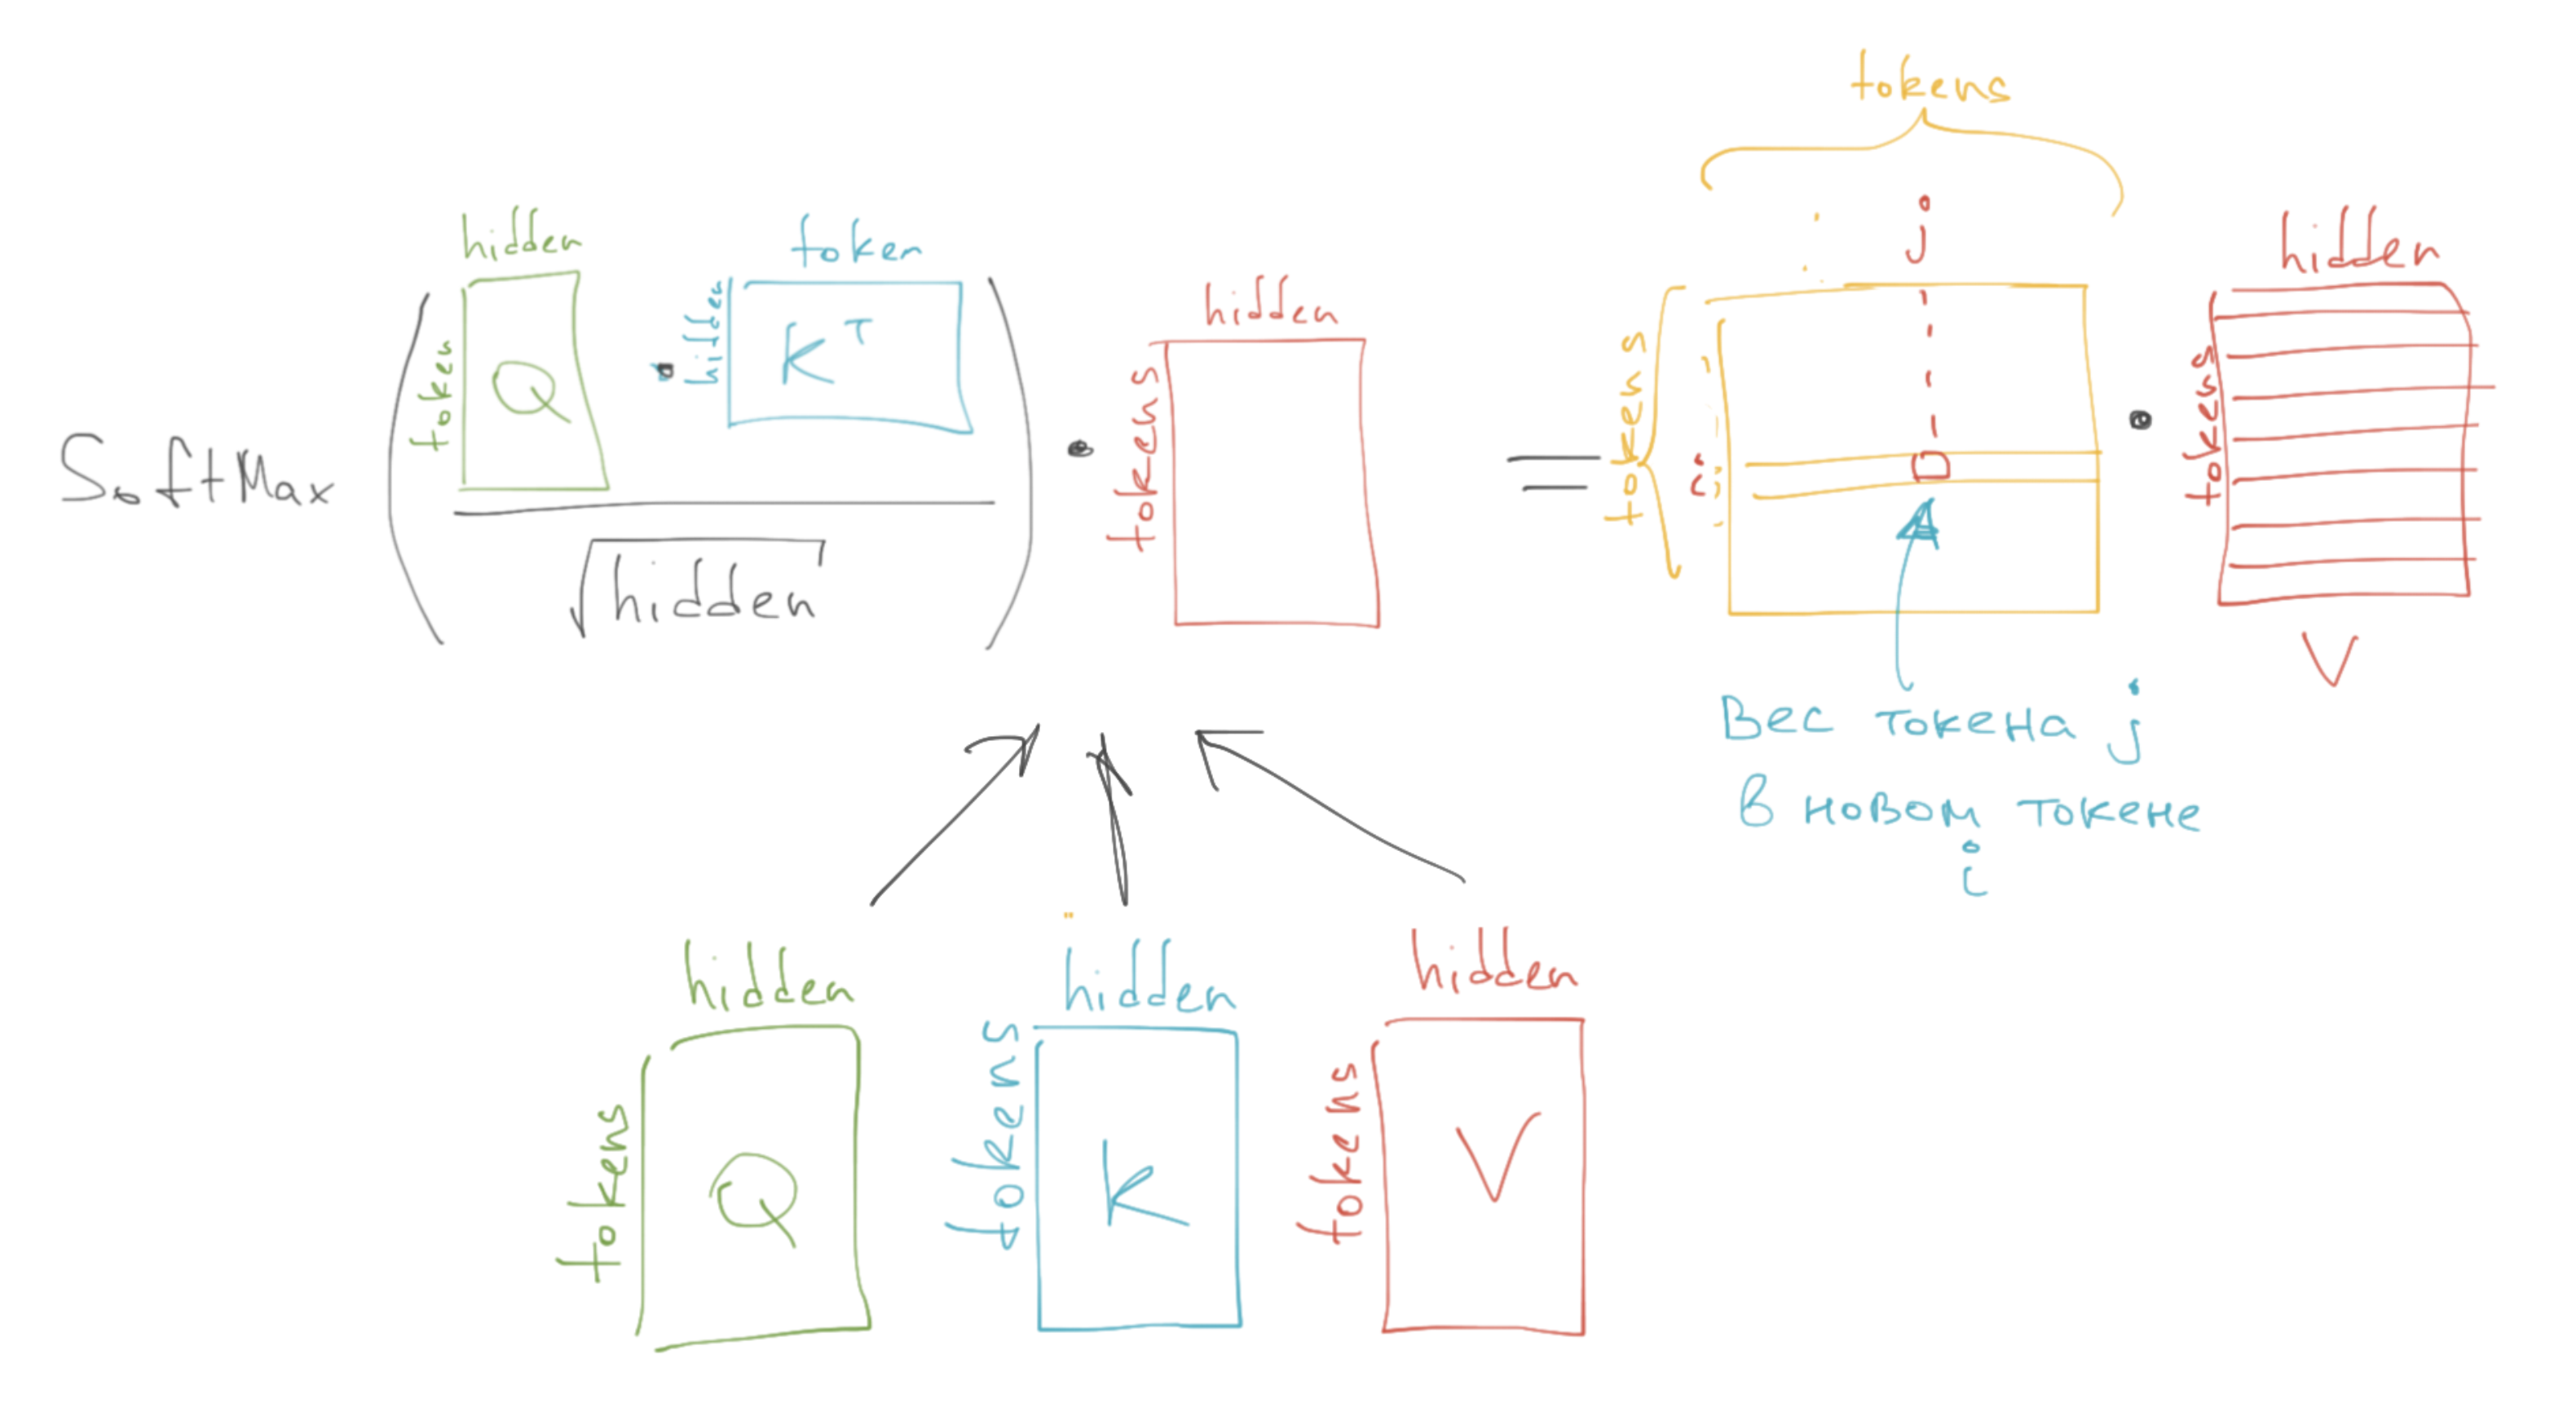 tokens
hidden
token
hidden
j
hidden
token
Q
hidden
K^T
tokens
tokens
i
tokens
SoftMax
√hidden
V
Вес токена j
в новом токене
i
hidden
hidden
hidden
tokens
Q
tokens
K
tokens
V